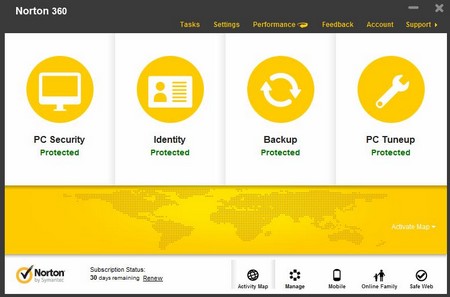 Norton 360
Tasks Settings Performance Feedback Account Support
PC Security Identity Backup PC Tuneup
Protected Protected Protected Protected
Activate Map
Norton
by Symantec
Subscription Status:
30 days remaining Renew
Activity Map Manage Mobile Online Family Safe Web